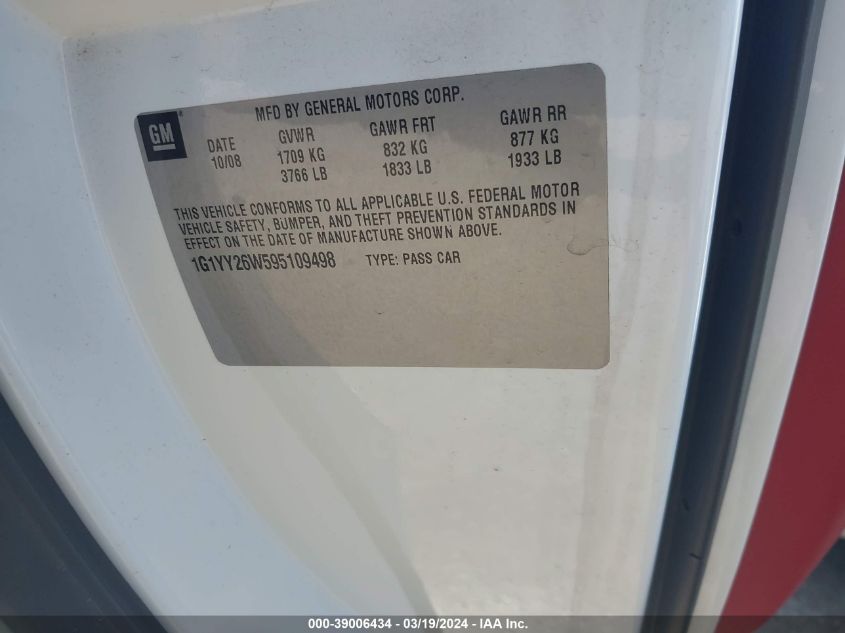 MFD BY GENERAL MOTORS CORP.
GM
DATE GVWR GAWR FRT GAWR RR
10/08 1709 KG 832 KG 877 KG
3766 LB 1833 LB 1933 LB
THIS VEHICLE CONFORMS TO ALL APPLICABLE U.S. FEDERAL MOTOR
VEHICLE SAFETY, BUMPER, AND THEFT PREVENTION STANDARDS IN
EFFECT ON THE DATE OF MANUFACTURE SHOWN ABOVE.
1G1YY26W595109498 TYPE: PASS CAR
000-39006434 - 03/19/2024 - IAA Inc.